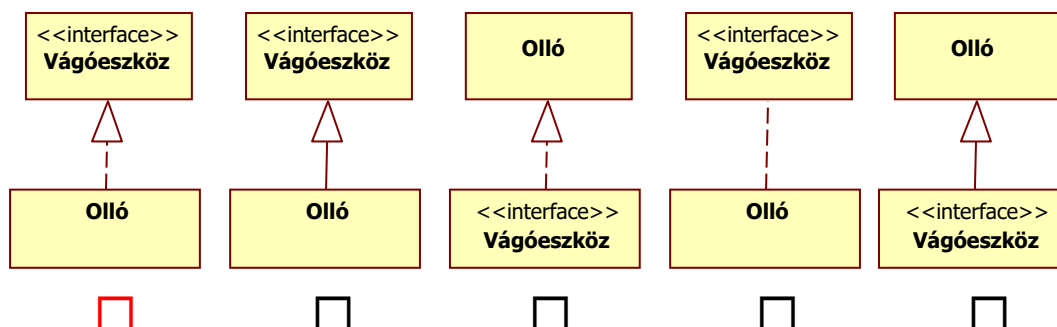 <<interface>>
Vágóeszköz
<<interface>>
Vágóeszköz
Olló
<<interface>>
Vágóeszköz
Olló
Olló
Olló
<<interface>>
Vágóeszköz
Olló
<<interface>>
Vágóeszköz